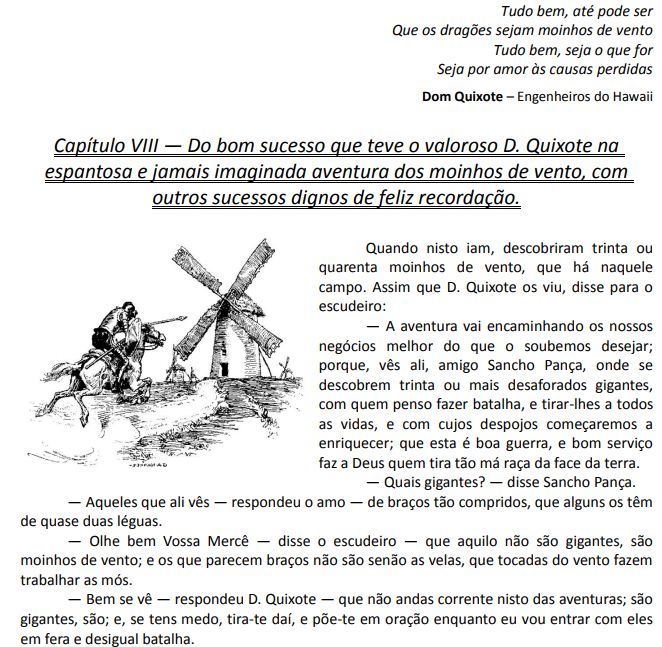 Tudo bem, até pode ser
Que os dragões sejam moinhos de vento
Tudo bem, seja o que for
Seja por amor às causas perdidas
Dom Quixote – Engenheiros do Hawaii
Capítulo VIII — Do bom sucesso que teve o valoroso D. Quixote na
espantosa e jamais imaginada aventura dos moinhos de vento, com
outros sucessos dignos de feliz recordação.
Quando nisto iam, descobriram trinta ou
quarenta moinhos de vento, que há naquele
campo. Assim que D. Quixote os viu, disse para o
escudeiro:
— A aventura vai encaminhando os nossos
negócios melhor do que o soubemos desejar;
porque, vês ali, amigo Sancho Pança, onde se
descobrem trinta ou mais desaforados gigantes,
com quem penso fazer batalha, e tirar-lhes a todos
as vidas, e com cujos despojos começaremos a
enriquecer; que esta é boa guerra, e bom serviço
faz a Deus quem tira tão má raça da face da terra.
— Quais gigantes? — disse Sancho Pança.
— Aqueles que ali vês — respondeu o amo — de braços tão compridos, que alguns os têm
de quase duas léguas.
— Olhe bem Vossa Mercê — disse o escudeiro — que aquilo não são gigantes, são
moinhos de vento; e os que parecem braços não são senão as velas, que tocadas do vento fazem
trabalhar as mós.
— Bem se vê — respondeu D. Quixote — que não andas corrente nisto das aventuras; são
gigantes, são; e, se tens medo, tira-te daí, e põe-te em oração enquanto eu vou entrar com eles
em fera e desigual batalha.